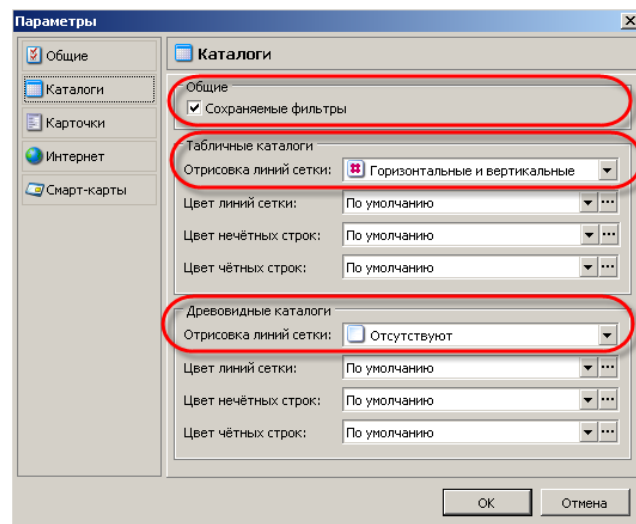 Параметры
Общие
Каталоги
Карточки
Интернет
Смарт-карты
Каталоги
Общие
Сохраняемые фильтры
Табличные каталоги
Отрисовка линий сетки: Горизонтальные и вертикальные
Цвет линий сетки: По умолчанию
Цвет нечётных строк: По умолчанию
Цвет чётных строк: По умолчанию
Древовидные каталоги
Отрисовка линий сетки: Отсутствуют
Цвет линий сетки: По умолчанию
Цвет нечётных строк: По умолчанию
Цвет чётных строк: По умолчанию
ОК Отмена